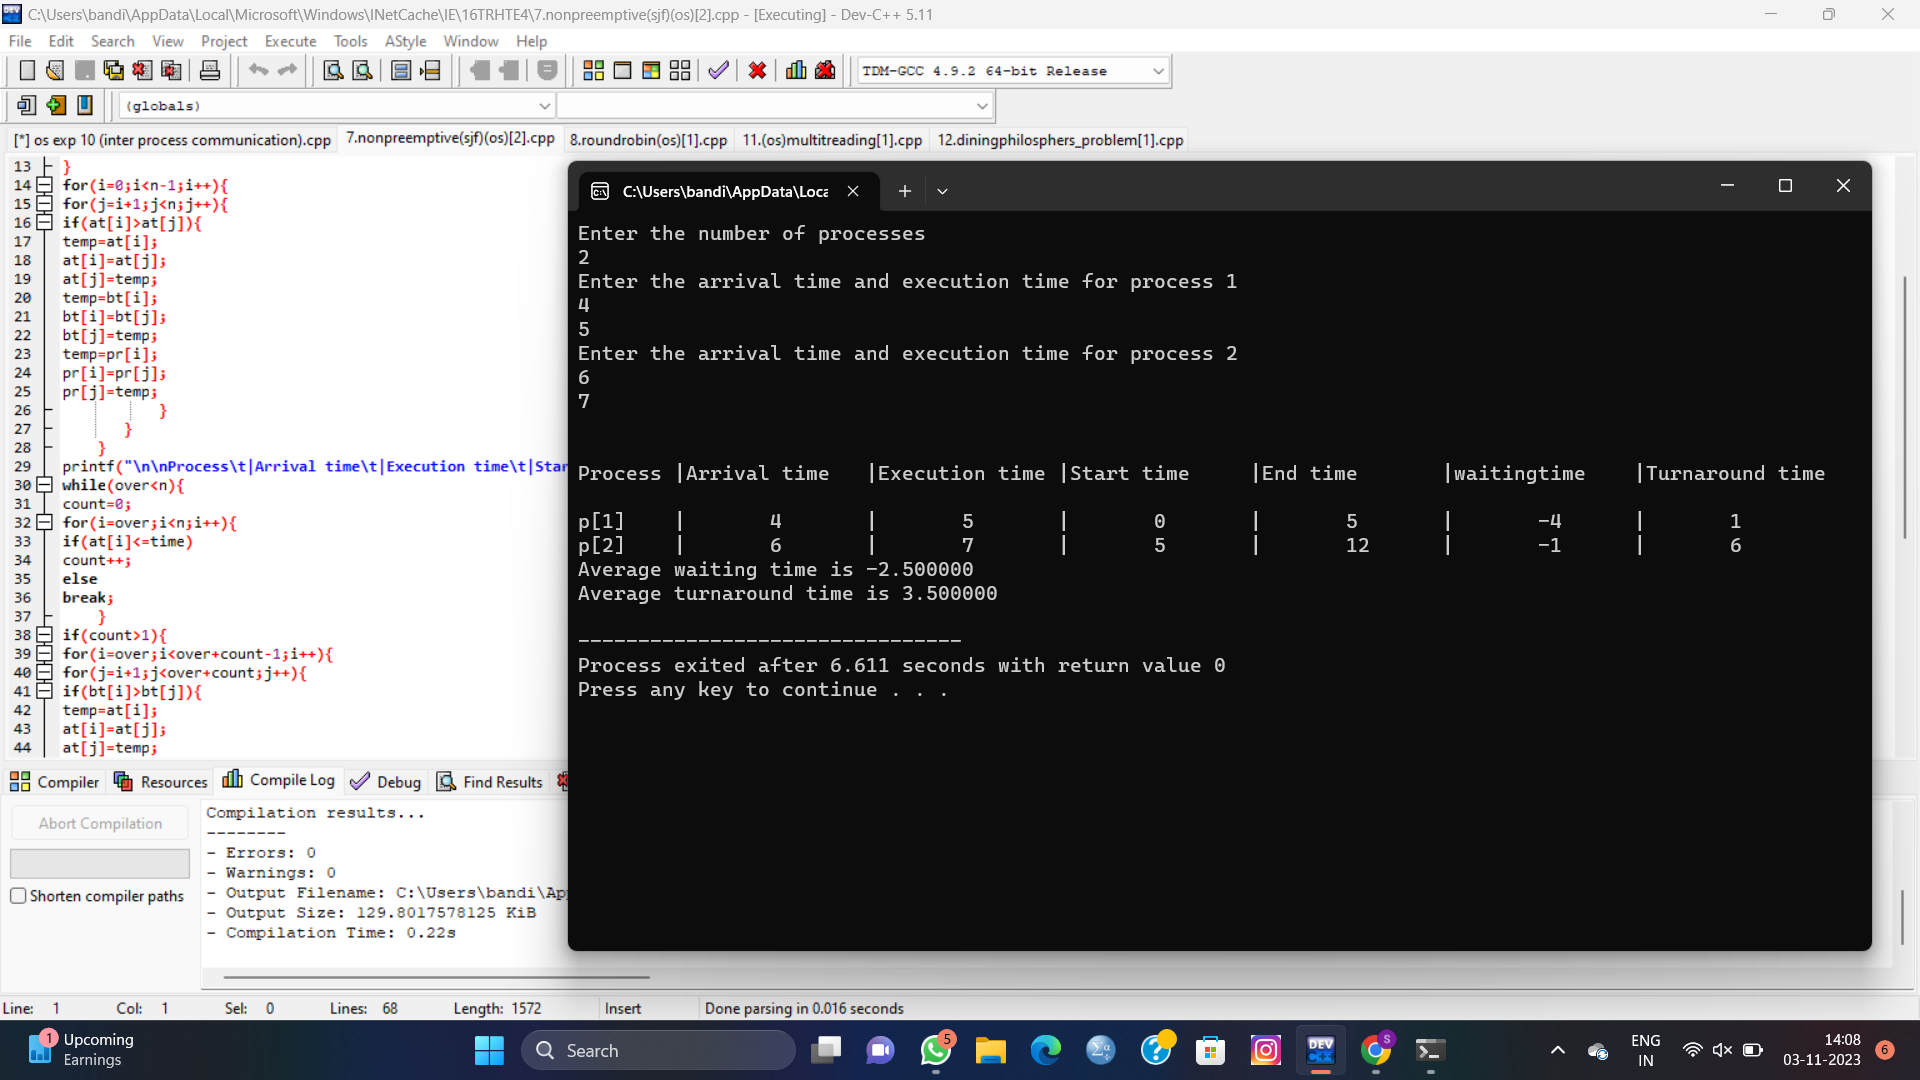 C:\Users\bandi\AppData\Local\Microsoft\Windows\INetCache\IE\16TRHTE4\7.nonpreemptive(sjf)(os)[2].cpp - [Executing] - Dev-C++ 5.11
File Edit Search View Project Execute Tools AStyle Window Help
TDM-GCC 4.9.2 64-bit Release
(globals)
[*] os exp 10 (inter process communication).cpp 7.nonpreemptive(sjf)(os)[2].cpp 8.roundrobin(os)[1].cpp 11.(os)multitreading[1].cpp 12.diningphilosphers_problem[1].cpp
13 }
14 for(i=0;i<n-1;i++){
15 for(j=i+1;j<n;j++){
16 if(at[i]>at[j]){
17 temp=at[i];
18 at[i]=at[j];
19 at[j]=temp;
20 temp=bt[i];
21 bt[i]=bt[j];
22 bt[j]=temp;
23 temp=pr[i];
24 pr[i]=pr[j];
25 pr[j]=temp;
26 }
27 }
28 }
29 printf("\n\nProcess\t|Arrival time\t|Execution time\t|Star
30 while(over<n){
31 count=0;
32 for(i=over;i<n;i++){
33 if(at[i]<=time)
34 count++;
35 else
36 break;
37 }
38 if(count>1){
39 for(i=over;i<over+count-1;i++){
40 for(j=i+1;j<over+count;j++){
41 if(bt[i]>bt[j]){
42 temp=at[i];
43 at[i]=at[j];
44 at[j]=temp;
C:\Users\bandi\AppData\Loca
Enter the number of processes
2
Enter the arrival time and execution time for process 1
4
5
Enter the arrival time and execution time for process 2
6
7
Process |Arrival time |Execution time |Start time |End time |waitingtime |Turnaround time
p[1] | 4 | 5 | 0 | 5 | -4 | 1
p[2] | 6 | 7 | 5 | 12 | -1 | 6
Average waiting time is -2.500000
Average turnaround time is 3.500000
--------------------------------
Process exited after 6.611 seconds with return value 0
Press any key to continue . . .
Compiler Resources Compile Log Debug Find Results
Abort Compilation
Shorten compiler paths
Compilation results...
--------
- Errors: 0
- Warnings: 0
- Output Filename: C:\Users\bandi\Ap
- Output Size: 129.8017578125 KiB
- Compilation Time: 0.22s
Line: 1 Col: 1 Sel: 0 Lines: 68 Length: 1572 Insert Done parsing in 0.016 seconds
1
Upcoming
Earnings
Search
5
DEV
S
ENG
IN
14:08
03-11-2023
6